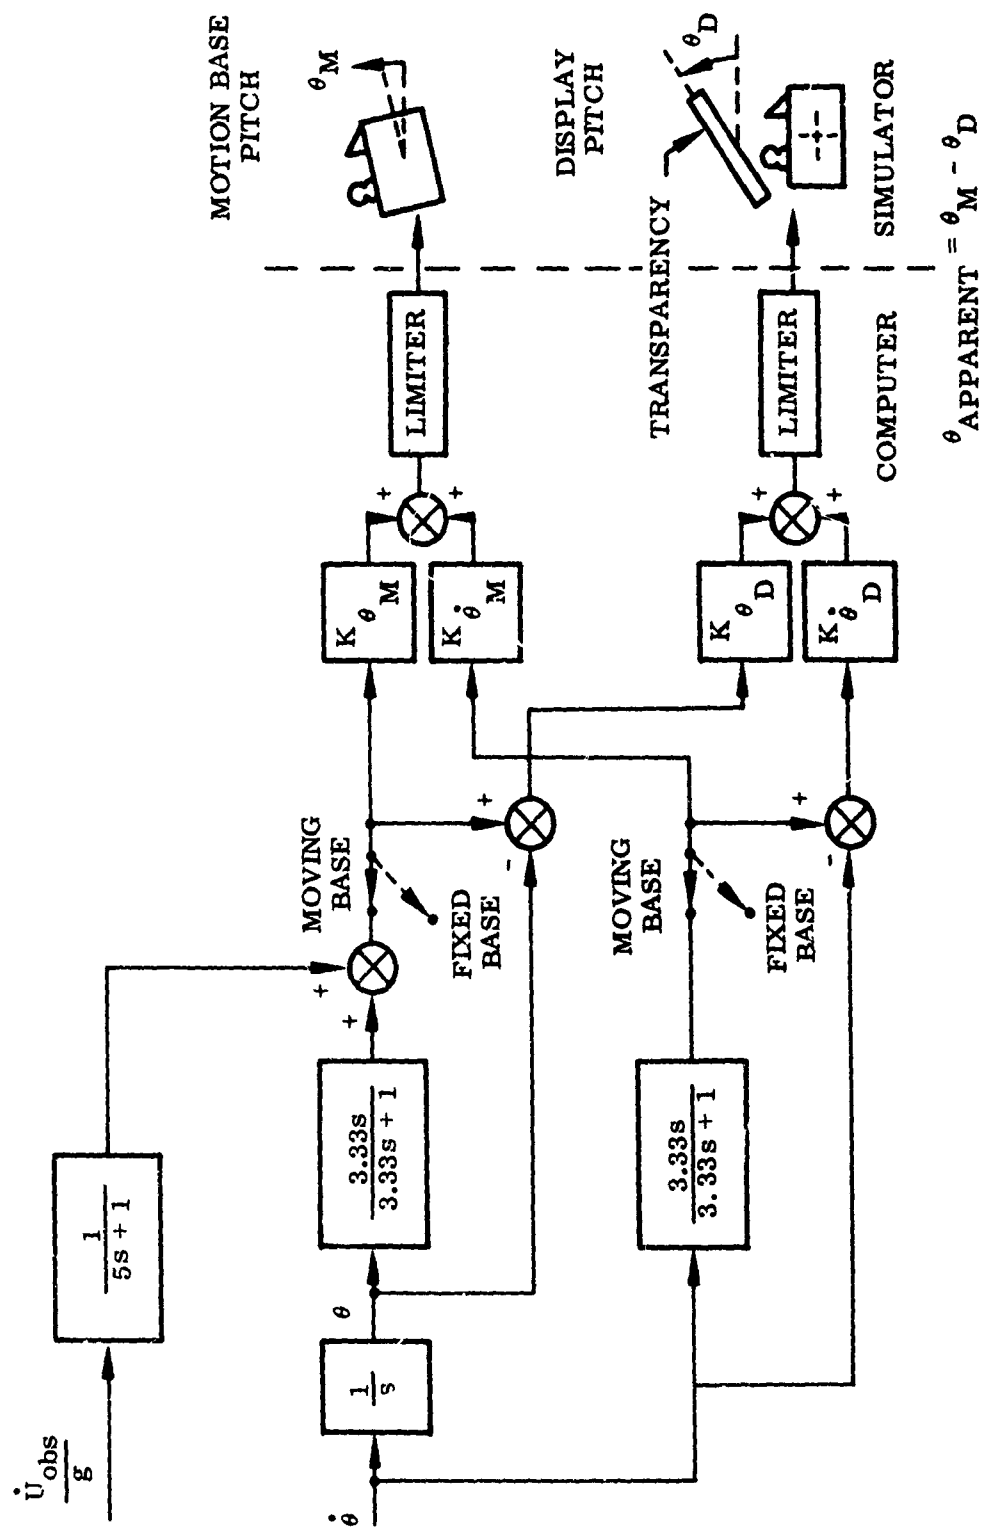 U̇obs
g
1
5s + 1
θ̇
1
s
θ
3.33s
3.33s + 1
+
+
MOVING
BASE
FIXED
BASE
+
-
K θM
K θ̇M
+
+
LIMITER
MOTION BASE
PITCH
θM
3.33s
3.33s + 1
MOVING
BASE
FIXED
BASE
+
-
K θD
K θ̇D
+
+
LIMITER
TRANSPARENCY
DISPLAY
PITCH
θD
COMPUTER
SIMULATOR
θAPPARENT = θM - θD